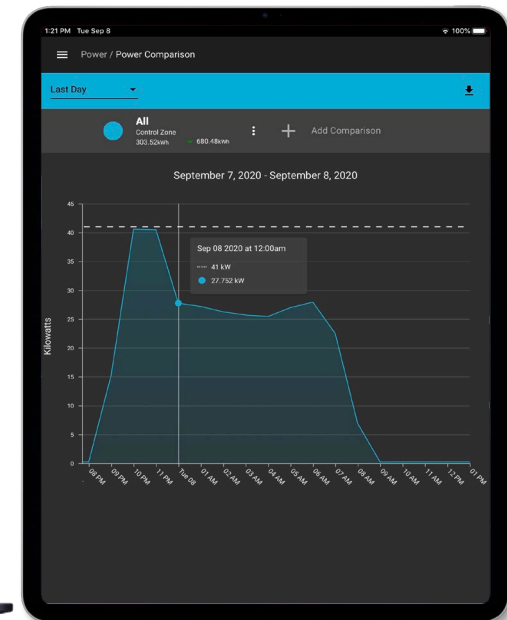 1:21 PM Tue Sep 8 100%
Power / Power Comparison
Last Day
All
Control Zone
303.52kwh 680.48kwh
Add Comparison
September 7, 2020 - September 8, 2020
Kilowatts
45
40
35
30
25
20
15
10
5
0
Sep 08 2020 at 12:00am
41 kW
27.752 kW
08 PM
09 PM
10 PM
11 PM
Tue 08
01 AM
02 AM
03 AM
04 AM
05 AM
06 AM
07 AM
08 AM
09 AM
10 AM
11 AM
12 PM
01 PM